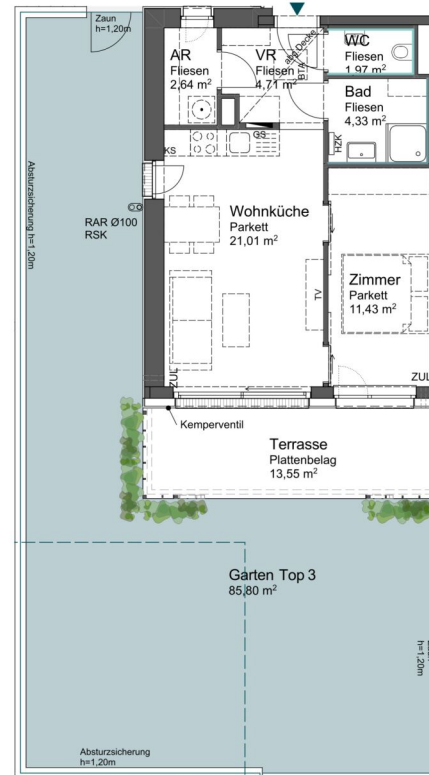 Zaun
h=1,20m
AR
Fliesen
2,64 m²
VR
Fliesen
4,71 m²
abg.Decke
BTA
WC
Fliesen
1,97 m²
Bad
Fliesen
4,33 m²
HZK
KS
GS
Absturzsicherung h=1,20m
RAR Ø100
RSK
Wohnküche
Parkett
21,01 m²
TV
Zimmer
Parkett
11,43 m²
ZUL
ZUL
Kemperventil
Terrasse
Plattenbelag
13,55 m²
Garten Top 3
85,80 m²
h=1,20m
Absturzsicherung
h=1,20m